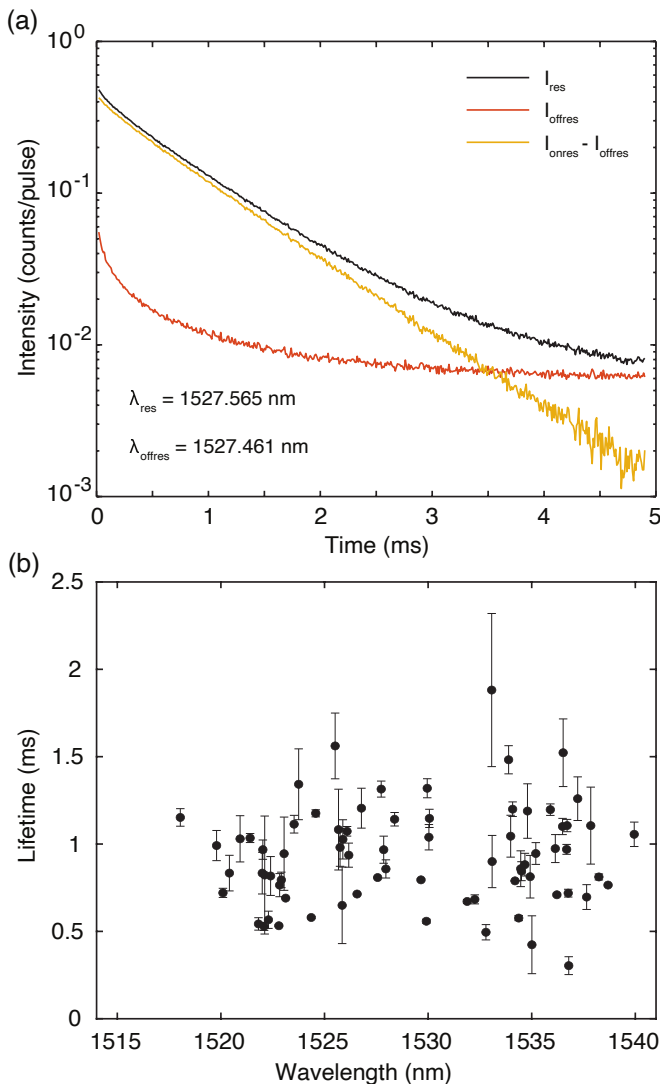 (a)
10⁰
10⁻¹
10⁻²
10⁻³
Intensity (counts/pulse)
I_res
I_offres
I_onres - I_offres
λ_res = 1527.565 nm
λ_offres = 1527.461 nm
0 1 2 3 4 5
Time (ms)
(b)
2.5
2
1.5
1
0.5
0
Lifetime (ms)
1515 1520 1525 1530 1535 1540
Wavelength (nm)